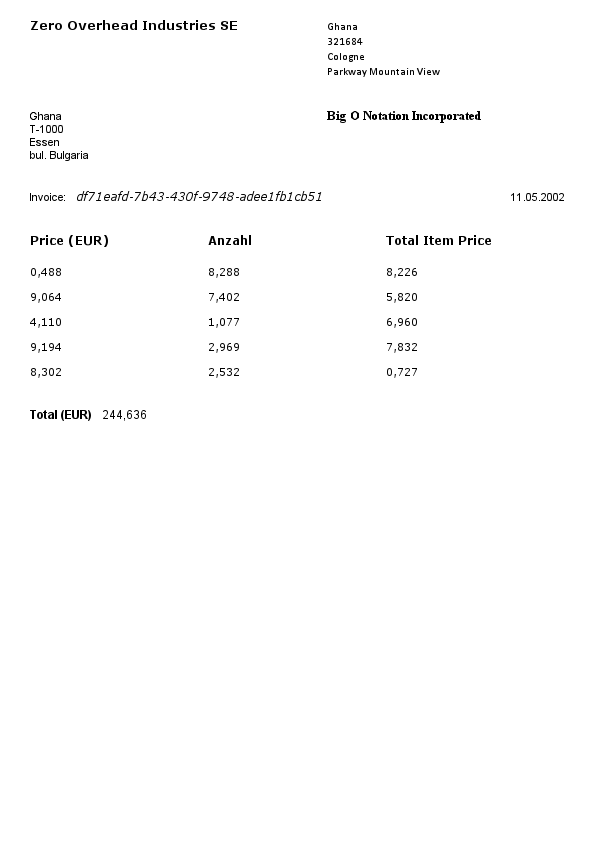 Zero Overhead Industries SE
Ghana
321684
Cologne
Parkway Mountain View
Ghana
T-1000
Essen
bul. Bulgaria
Big O Notation Incorporated
Invoice: df71eafd-7b43-430f-9748-adee1fb1cb51 11.05.2002
Price (EUR) Anzahl Total Item Price
0,488 8,288 8,226
9,064 7,402 5,820
4,110 1,077 6,960
9,194 2,969 7,832
8,302 2,532 0,727
Total (EUR) 244,636